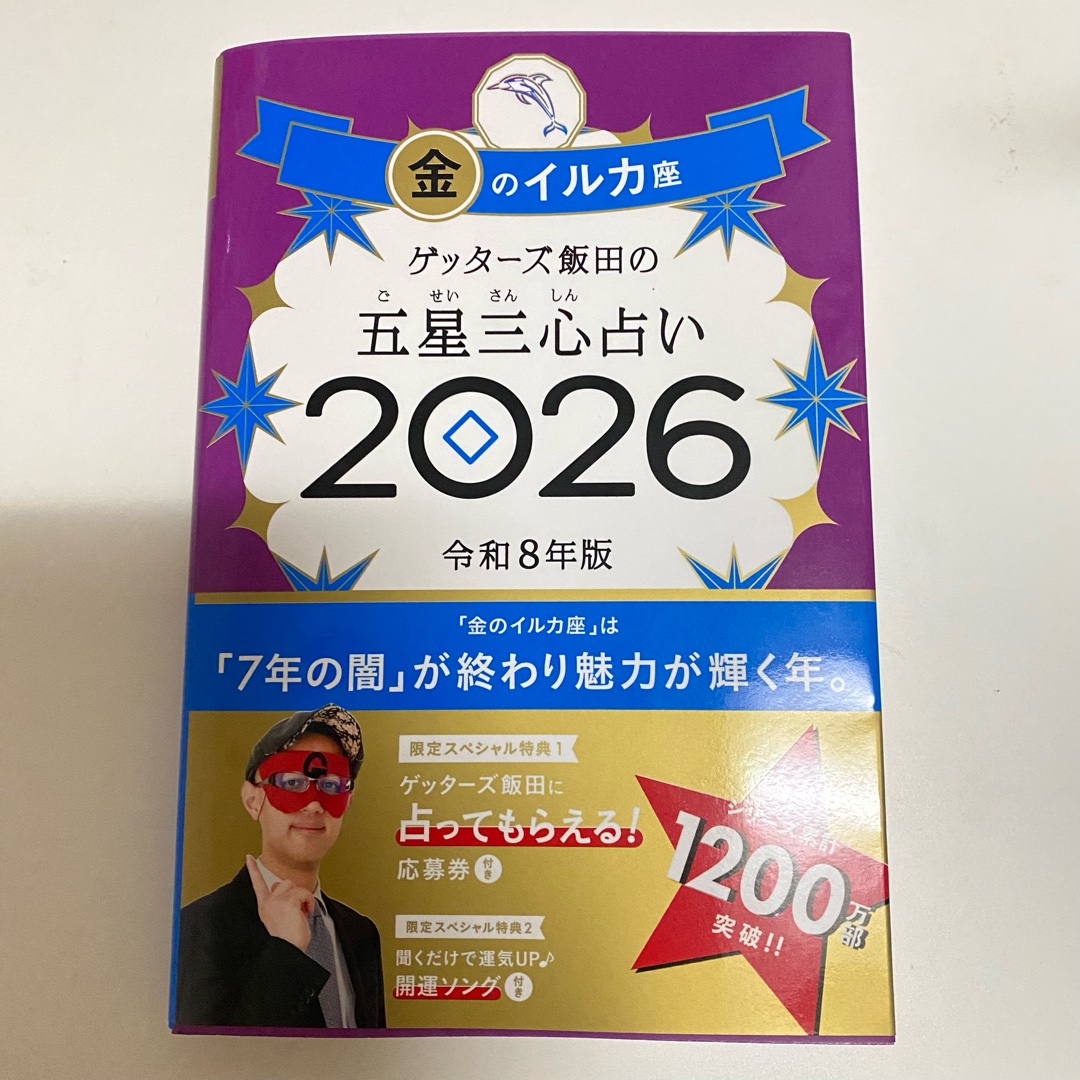 金のイルカ座
ゲッターズ飯田の
ご せい さん しん
五星三心占い
2026
令和8年版
「金のイルカ座」は
「7年の闇」が終わり魅力が輝く年。
限定スペシャル特典1
ゲッターズ飯田に
占ってもらえる!
応募券付き
限定スペシャル特典2
聞くだけで運気UP♪
開運ソング付き
シリーズ累計
1200万部
突破!!
G